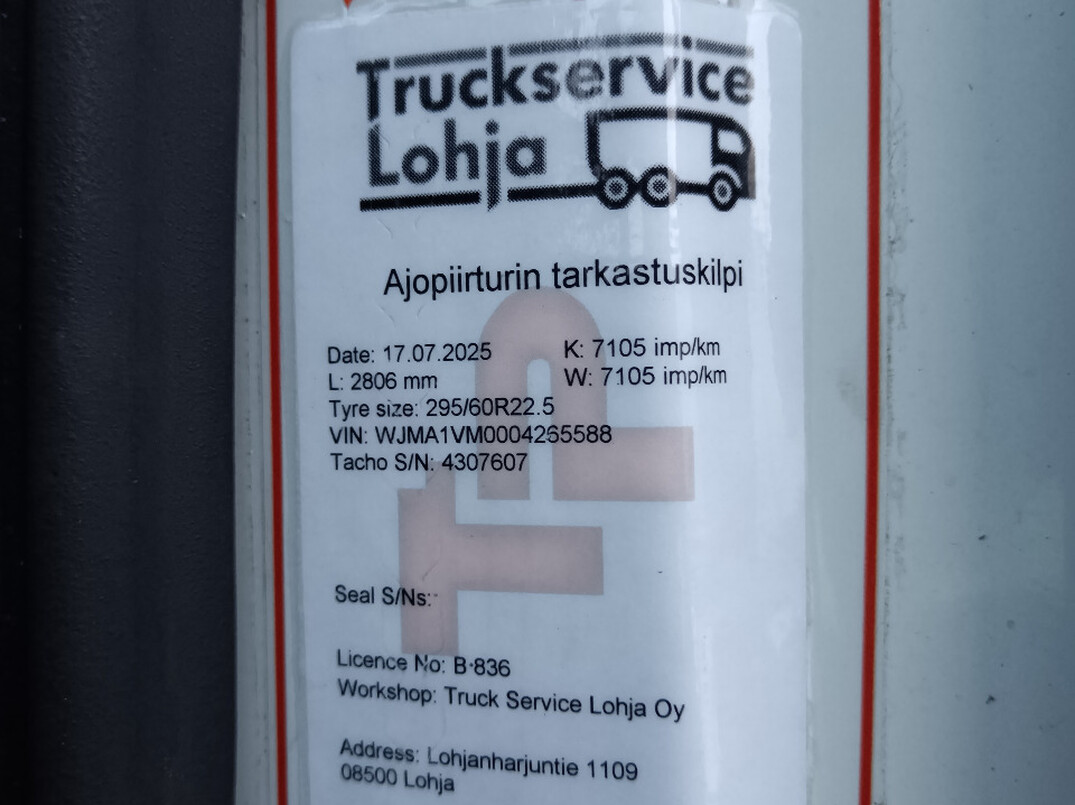 Truckservice
Lohja
Ajopiirturin tarkastuskilpi
Date: 17.07.2025 K: 7105 imp/km
L: 2806 mm W: 7105 imp/km
Tyre size: 295/60R22.5
VIN: WJMA1VM0004265588
Tacho S/N: 4307607
Seal S/Ns:
Licence No: B-836
Workshop: Truck Service Lohja Oy
Address: Lohjanharjuntie 1109
08500 Lohja